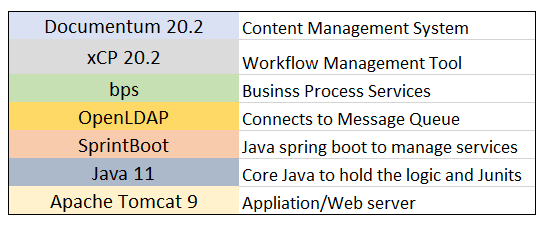 Documentum 20.2 Content Management System
xCP 20.2 Workflow Management Tool
bps Businss Process Services
OpenLDAP Connects to Message Queue
SprintBoot Java spring boot to manage services
Java 11 Core Java to hold the logic and Junits
Apache Tomcat 9 Appliation/Web server